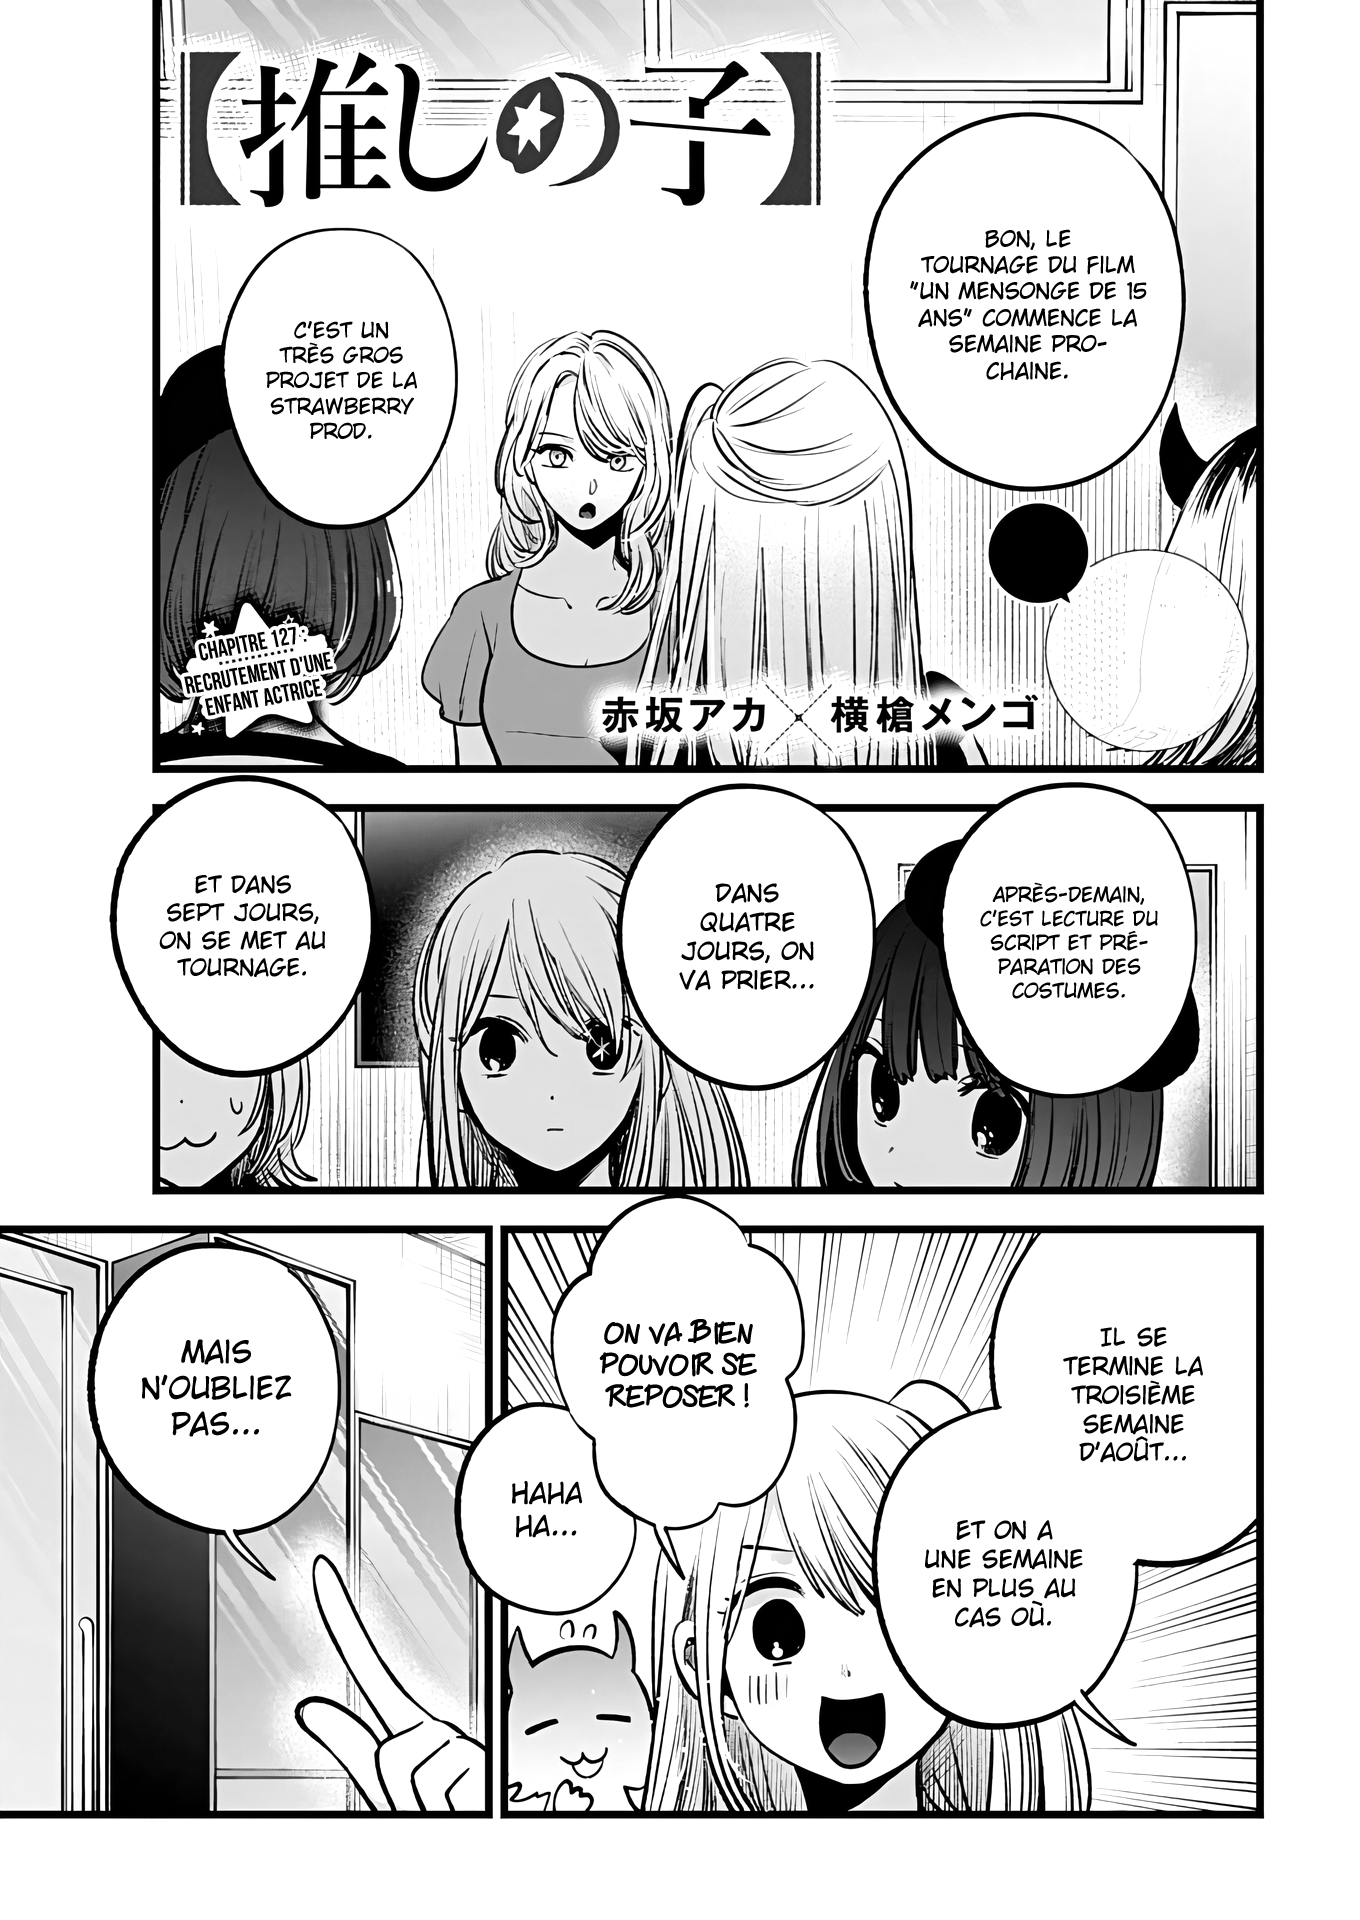 【推しの子】
BON, LE
TOURNAGE DU FILM
"UN MENSONGE DE 15
ANS" COMMENCE LA
SEMAINE PRO-
CHAINE.
C'EST UN
TRÈS GROS
PROJET DE LA
STRAWBERRY
PROD.
CHAPITRE 127 :
RECRUTEMENT D'UNE
ENFANT ACTRICE
赤坂アカ×横槍メンゴ
APRÈS-DEMAIN,
C'EST LECTURE DU
SCRIPT ET PRÉ-
PARATION DES
COSTUMES.
DANS
QUATRE
JOURS, ON
VA PRIER...
ET DANS
SEPT JOURS,
ON SE MET AU
TOURNAGE.
IL SE
TERMINE LA
TROISIÈME
SEMAINE
D'AOÛT...
ET ON A
UNE SEMAINE
EN PLUS AU
CAS OÙ.
ON VA BIEN
POUVOIR SE
REPOSER !
HAHA
HA...
MAIS
N'OUBLIEZ
PAS...